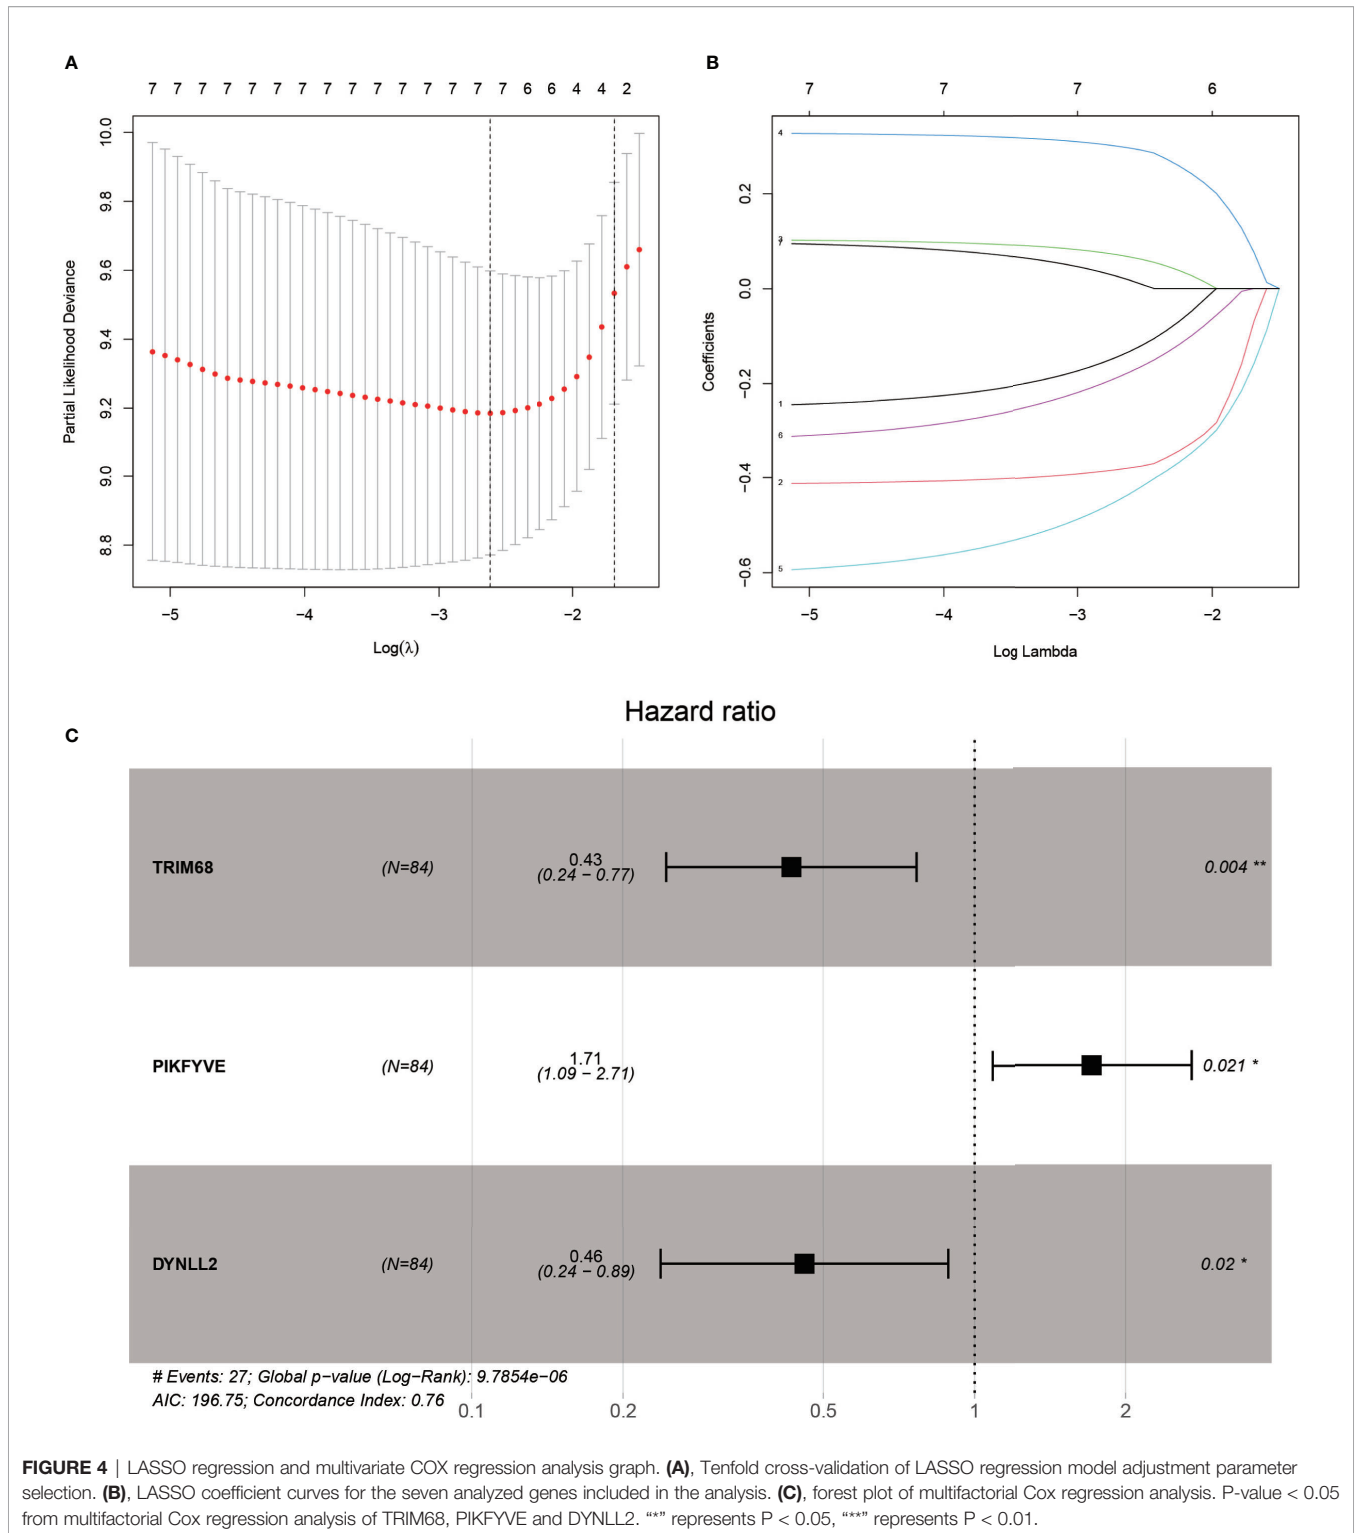 A
7 7 7 7 7 7 7 7 7 7 7 7 7 7 7 6 6 4 4 2
10.0
9.8
9.6
9.4
9.2
9.0
8.8
Partial Likelihood Deviance
−5 −4 −3 −2
Log(λ)
B
7 7 7 6
0.2
0.0
−0.2
−0.4
−0.6
Coefficients
4
3
7
1
6
2
5
−5 −4 −3 −2
Log Lambda
Hazard ratio
C
TRIM68 (N=84) 0.43 (0.24 − 0.77) 0.004 **
PIKFYVE (N=84) 1.71 (1.09 − 2.71) 0.021 *
DYNLL2 (N=84) 0.46 (0.24 − 0.89) 0.02 *
# Events: 27; Global p−value (Log−Rank): 9.7854e−06
AIC: 196.75; Concordance Index: 0.76
0.1 0.2 0.5 1 2
FIGURE 4 | LASSO regression and multivariate COX regression analysis graph. (A), Tenfold cross-validation of LASSO regression model adjustment parameter
selection. (B), LASSO coefficient curves for the seven analyzed genes included in the analysis. (C), forest plot of multifactorial Cox regression analysis. P-value < 0.05
from multifactorial Cox regression analysis of TRIM68, PIKFYVE and DYNLL2. “*” represents P < 0.05, “**” represents P < 0.01.